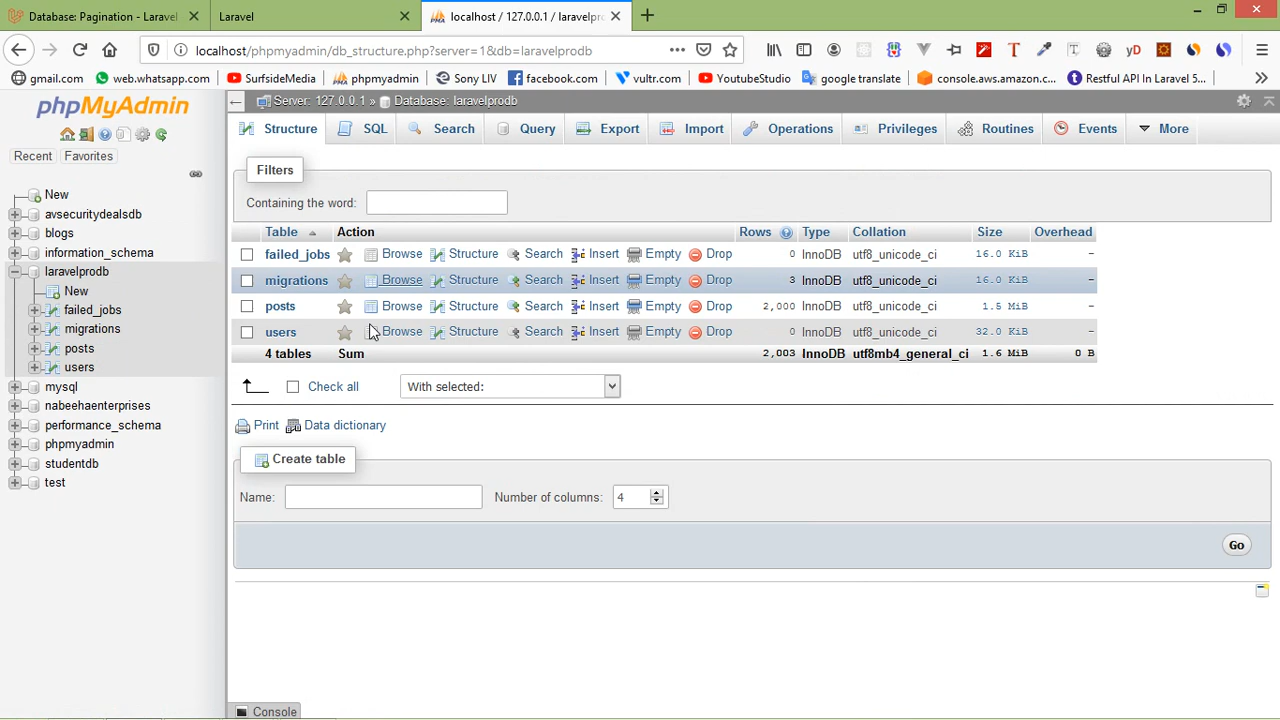 Database: Pagination - Laravel
Laravel
localhost / 127.0.0.1 / laravelpro
localhost/phpmyadmin/db_structure.php?server=1&db=laravelprodb
gmail.com web.whatsapp.com SurfsideMedia phpmyadmin Sony LIV facebook.com vultr.com YouTubeStudio google translate console.aws.amazon.c... Restful API In Laravel 5...
phpMyAdmin
Recent Favorites
New
avsecuritydealsdb
blogs
information_schema
laravelprodb
New
failed_jobs
migrations
posts
users
mysql
nabeehaenterprises
performance_schema
phpmyadmin
studentdb
test
Server: 127.0.0.1 » Database: laravelprodb
Structure SQL Search Query Export Import Operations Privileges Routines Events More
Filters
Containing the word:
Table Action Rows Type Collation Size Overhead
failed_jobs Browse Structure Search Insert Empty Drop 0 InnoDB utf8_unicode_ci 16.0 KiB -
migrations Browse Structure Search Insert Empty Drop 3 InnoDB utf8_unicode_ci 16.0 KiB -
posts Browse Structure Search Insert Empty Drop 2,000 InnoDB utf8_unicode_ci 1.5 MiB -
users Browse Structure Search Insert Empty Drop 0 InnoDB utf8_unicode_ci 32.0 KiB -
4 tables Sum 2,003 InnoDB utf8mb4_general_ci 1.6 MiB 0 B
Check all With selected:
Print Data dictionary
Create table
Name: Number of columns: 4
Go
Console